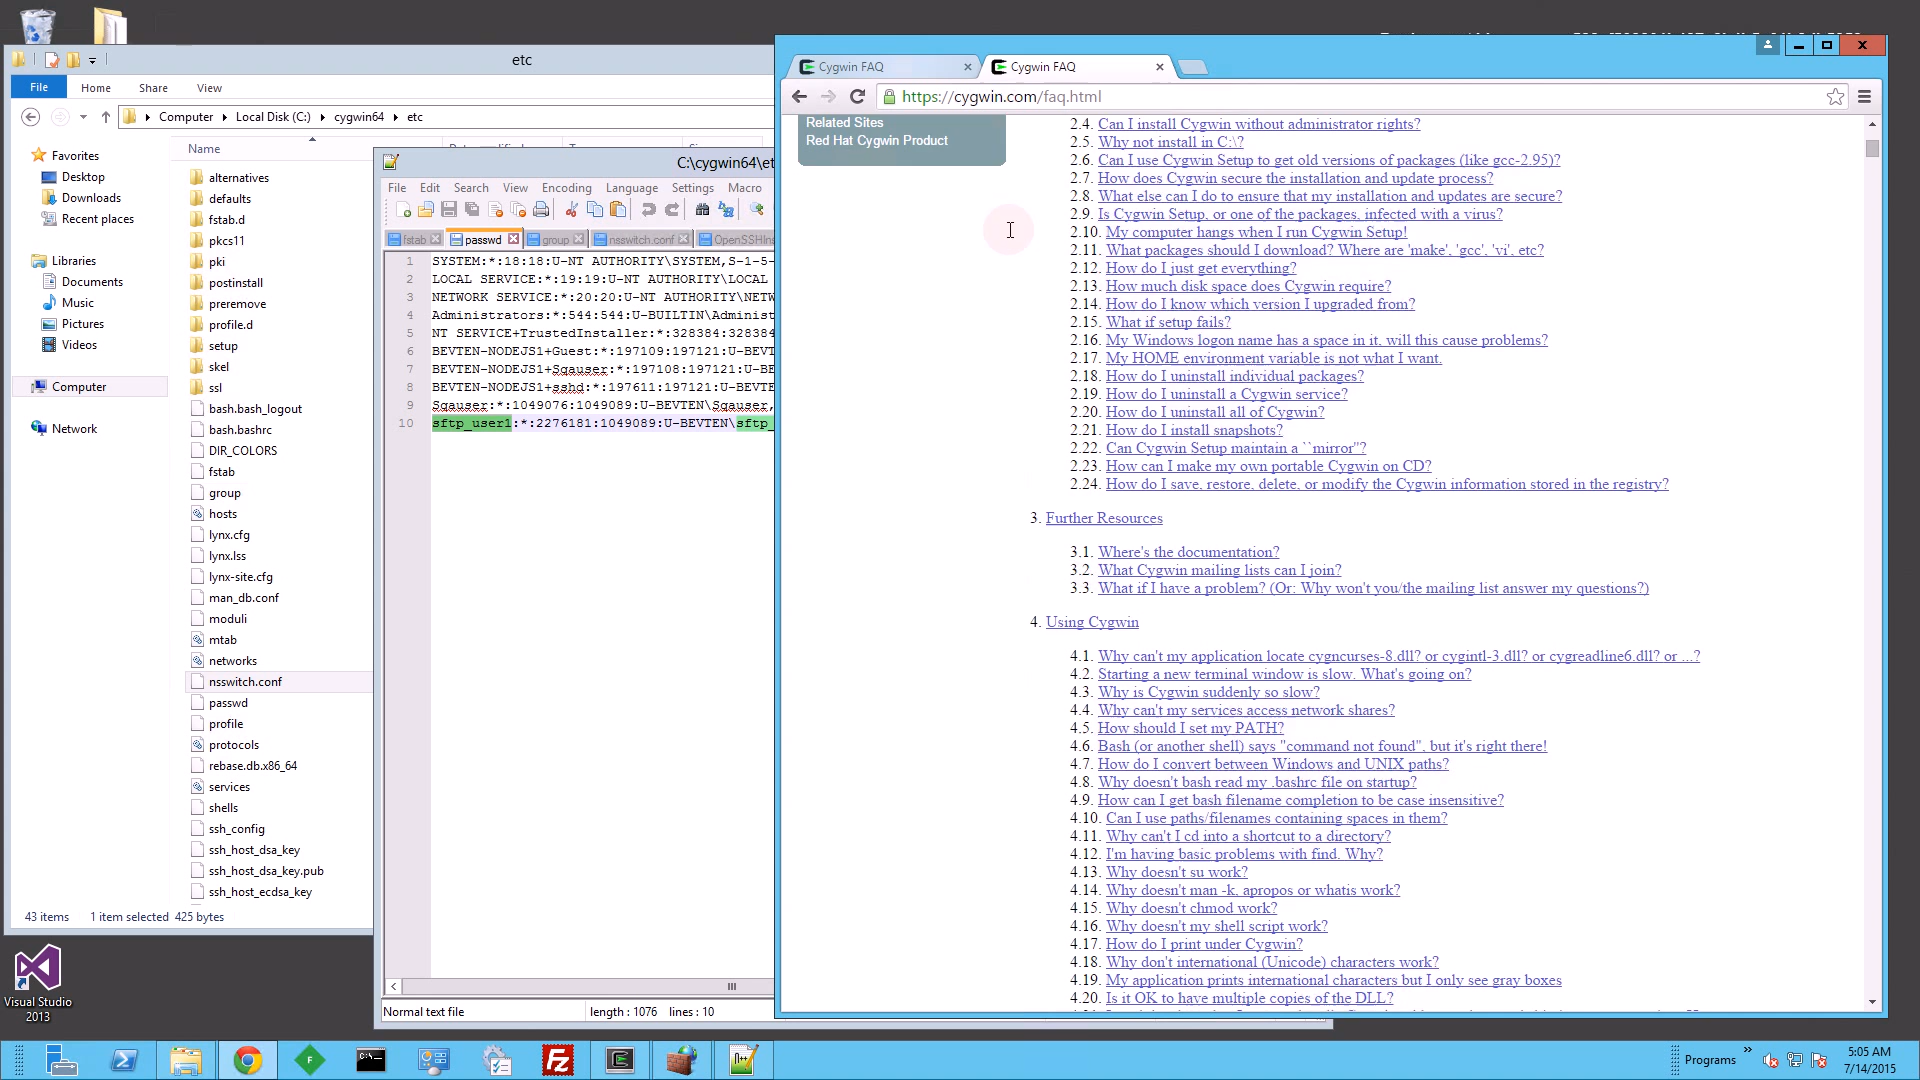 etc
File
Home
Share
View
Computer
Local Disk (C:)
cygwin64
etc
Name
Favorites
Desktop
Downloads
Recent places
Libraries
Documents
Music
Pictures
Videos
Computer
Network
alternatives
defaults
fstab.d
pkcs11
pki
postinstall
preremove
profile.d
setup
skel
ssl
bash.bash_logout
bash.bashrc
DIR_COLORS
fstab
group
hosts
lynx.cfg
lynx.lss
lynx-site.cfg
man_db.conf
moduli
mtab
networks
nsswitch.conf
passwd
profile
protocols
rebase.db.x86_64
services
shells
ssh_config
ssh_host_dsa_key
ssh_host_dsa_key.pub
ssh_host_ecdsa_key
43 items
1 item selected 425 bytes
Visual Studio
2013
C:\cygwin64\et
File Edit Search View Encoding Language Settings Macro
fstab
passwd
group
nsswitch.conf
OpenSSHIns
1 SYSTEM:*:18:18:U-NT AUTHORITY\SYSTEM,S-1-5-
2 LOCAL SERVICE:*:19:19:U-NT AUTHORITY\LOCAL
3 NETWORK SERVICE:*:20:20:U-NT AUTHORITY\NETW
4 Administrators:*:544:544:U-BUILTIN\Administ
5 NT SERVICE+TrustedInstaller:*:328384:328384
6 BEVTEN-NODEJS1+Guest:*:197109:197121:U-BEVT
7 BEVTEN-NODEJS1+Sqauser:*:197108:197121:U-BE
8 BEVTEN-NODEJS1+sshd:*:197611:197121:U-BEVTE
9 Sqauser:*:1049076:1049089:U-BEVTEN\Sqauser,
10 sftp_user1:*:2276181:1049089:U-BEVTEN\sftp_
Normal text file
length : 1076 lines : 10
Cygwin FAQ
Cygwin FAQ
https://cygwin.com/faq.html
Related Sites
Red Hat Cygwin Product
2.4. Can I install Cygwin without administrator rights?
2.5. Why not install in C:\?
2.6. Can I use Cygwin Setup to get old versions of packages (like gcc-2.95)?
2.7. How does Cygwin secure the installation and update process?
2.8. What else can I do to ensure that my installation and updates are secure?
2.9. Is Cygwin Setup, or one of the packages, infected with a virus?
2.10. My computer hangs when I run Cygwin Setup!
2.11. What packages should I download? Where are 'make', 'gcc', 'vi', etc?
2.12. How do I just get everything?
2.13. How much disk space does Cygwin require?
2.14. How do I know which version I upgraded from?
2.15. What if setup fails?
2.16. My Windows logon name has a space in it, will this cause problems?
2.17. My HOME environment variable is not what I want.
2.18. How do I uninstall individual packages?
2.19. How do I uninstall a Cygwin service?
2.20. How do I uninstall all of Cygwin?
2.21. How do I install snapshots?
2.22. Can Cygwin Setup maintain a ``mirror''?
2.23. How can I make my own portable Cygwin on CD?
2.24. How do I save, restore, delete, or modify the Cygwin information stored in the registry?
3. Further Resources
3.1. Where's the documentation?
3.2. What Cygwin mailing lists can I join?
3.3. What if I have a problem? (Or: Why won't you/the mailing list answer my questions?)
4. Using Cygwin
4.1. Why can't my application locate cygncurses-8.dll? or cygintl-3.dll? or cygreadline6.dll? or ...?
4.2. Starting a new terminal window is slow. What's going on?
4.3. Why is Cygwin suddenly so slow?
4.4. Why can't my services access network shares?
4.5. How should I set my PATH?
4.6. Bash (or another shell) says "command not found", but it's right there!
4.7. How do I convert between Windows and UNIX paths?
4.8. Why doesn't bash read my .bashrc file on startup?
4.9. How can I get bash filename completion to be case insensitive?
4.10. Can I use paths/filenames containing spaces in them?
4.11. Why can't I cd into a shortcut to a directory?
4.12. I'm having basic problems with find. Why?
4.13. Why doesn't su work?
4.14. Why doesn't man -k, apropos or whatis work?
4.15. Why doesn't chmod work?
4.16. Why doesn't my shell script work?
4.17. How do I print under Cygwin?
4.18. Why don't international (Unicode) characters work?
4.19. My application prints international characters but I only see gray boxes
4.20. Is it OK to have multiple copies of the DLL?
Programs
5:05 AM
7/14/2015